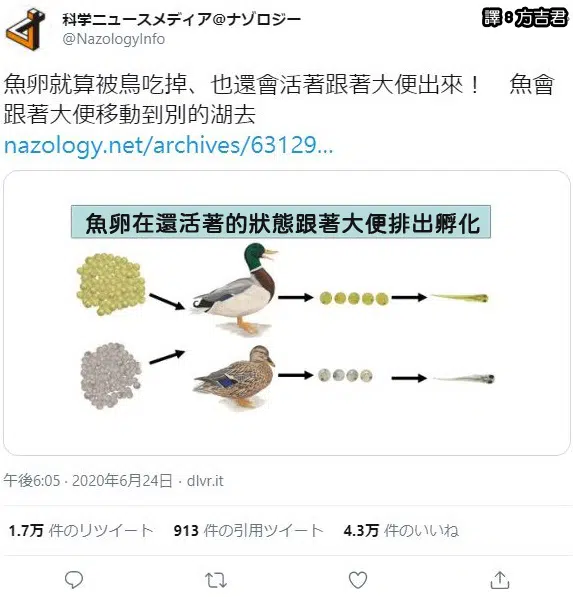 科学ニュースメディア@ナゾロジー
@NazologyInfo
譯8方吉君
魚卵就算被鳥吃掉、也還會活著跟著大便出來！　魚會
跟著大便移動到別的湖去
nazology.net/archives/63129...
魚卵在還活著的狀態跟著大便排出孵化
午後6:05 · 2020年6月24日 · dlvr.it
1.7万 件のリツイート 913 件の引用ツイート 4.3万 件のいいね